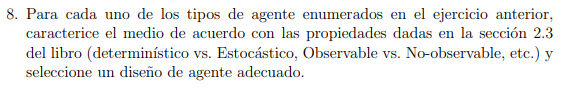 8. Para cada uno de los tipos de agente enumerados en el ejercicio anterior,
caracterice el medio de acuerdo con las propiedades dadas en la sección 2.3
del libro (determinístico vs. Estocástico, Observable vs. No-observable, etc.) y
seleccione un diseño de agente adecuado.